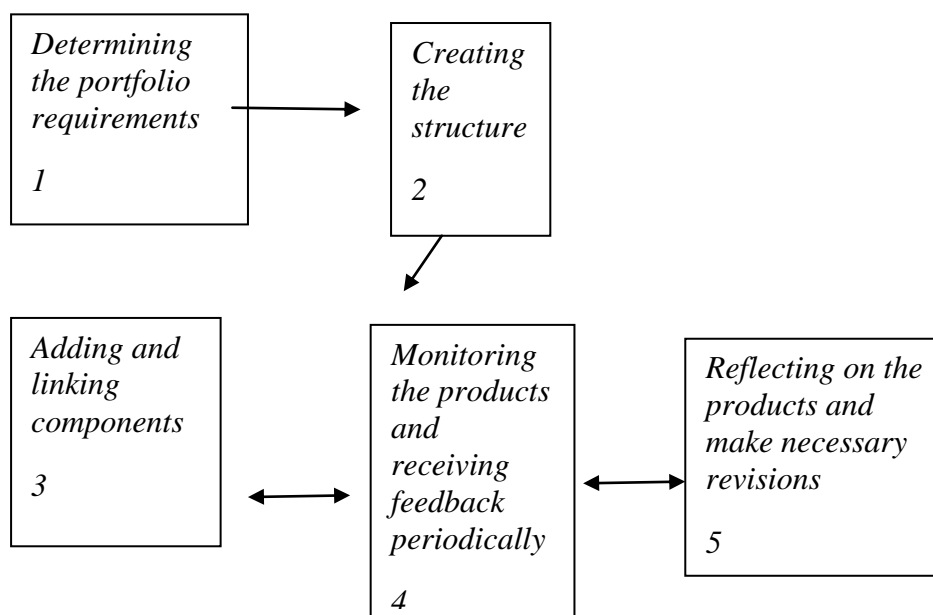 Determining
the portfolio
requirements
1
Creating
the
structure
2
Adding and
linking
components
3
Monitoring
the products
and
receiving
feedback
periodically
4
Reflecting on the
products and
make necessary
revisions
5